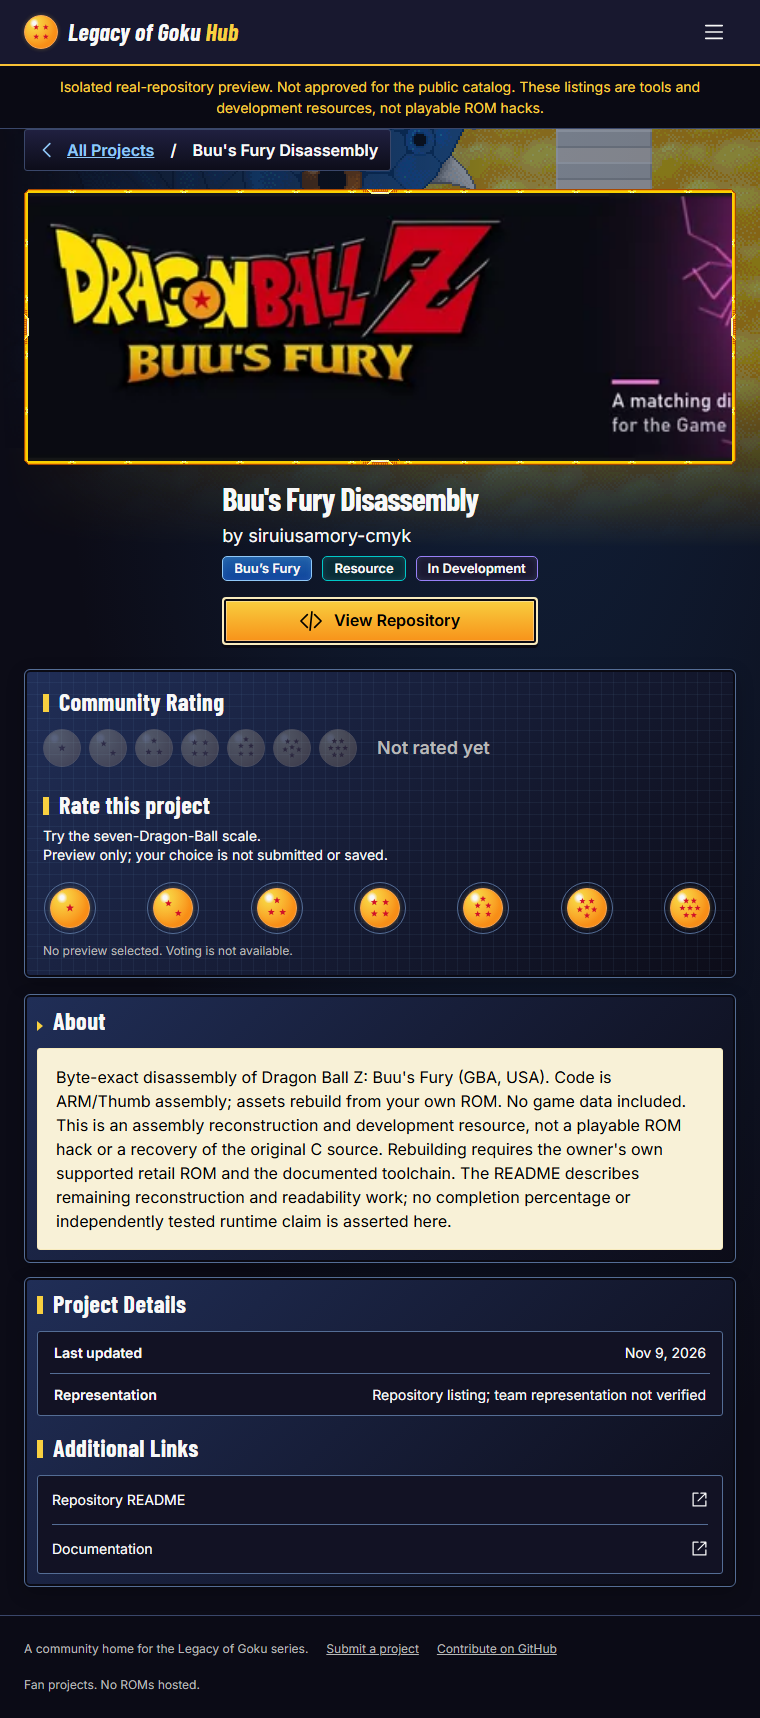 Legacy of Goku Hub
Isolated real-repository preview. Not approved for the public catalog. These listings are tools and
development resources, not playable ROM hacks.
All Projects / Buu's Fury Disassembly
DRAGON BALL Z
BUU'S FURY
A matching di
for the Game
Buu's Fury Disassembly
by siruiusamory-cmyk
Buu's Fury Resource In Development
</> View Repository
Community Rating
Not rated yet
Rate this project
Try the seven-Dragon-Ball scale.
Preview only; your choice is not submitted or saved.
No preview selected. Voting is not available.
About
Byte-exact disassembly of Dragon Ball Z: Buu's Fury (GBA, USA). Code is
ARM/Thumb assembly; assets rebuild from your own ROM. No game data included.
This is an assembly reconstruction and development resource, not a playable ROM
hack or a recovery of the original C source. Rebuilding requires the owner's own
supported retail ROM and the documented toolchain. The README describes
remaining reconstruction and readability work; no completion percentage or
independently tested runtime claim is asserted here.
Project Details
Last updated Nov 9, 2026
Representation Repository listing; team representation not verified
Additional Links
Repository README
Documentation
A community home for the Legacy of Goku series. Submit a project Contribute on GitHub
Fan projects. No ROMs hosted.